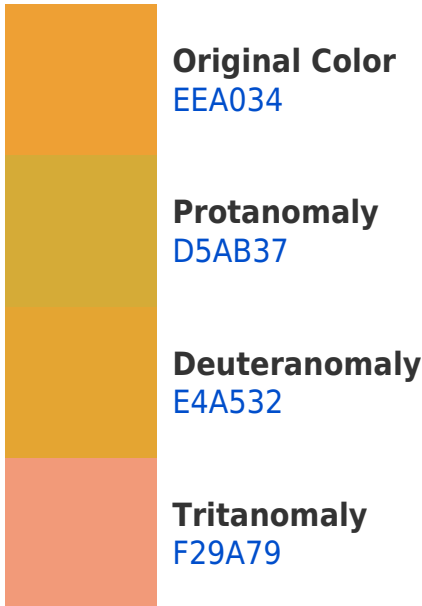 Original Color
EEA034
Protanomaly
D5AB37
Deuteranomaly
E4A532
Tritanomaly
F29A79